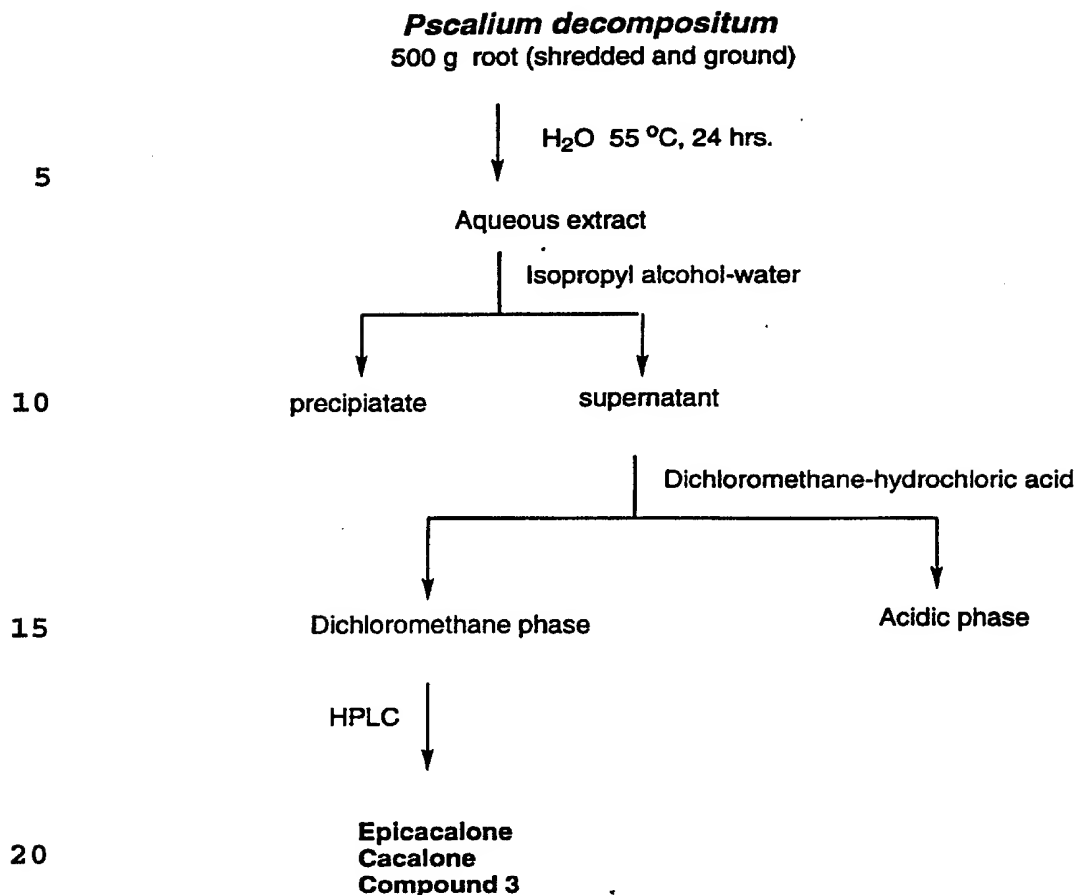 Pscalium decompositum
500 g root (shredded and ground)
H₂O 55 °C, 24 hrs.
5
Aqueous extract
Isopropyl alcohol-water
10
precipiatate
supernatant
Dichloromethane-hydrochloric acid
15
Dichloromethane phase
Acidic phase
HPLC
Epicacalone
20
Cacalone
Compound 3